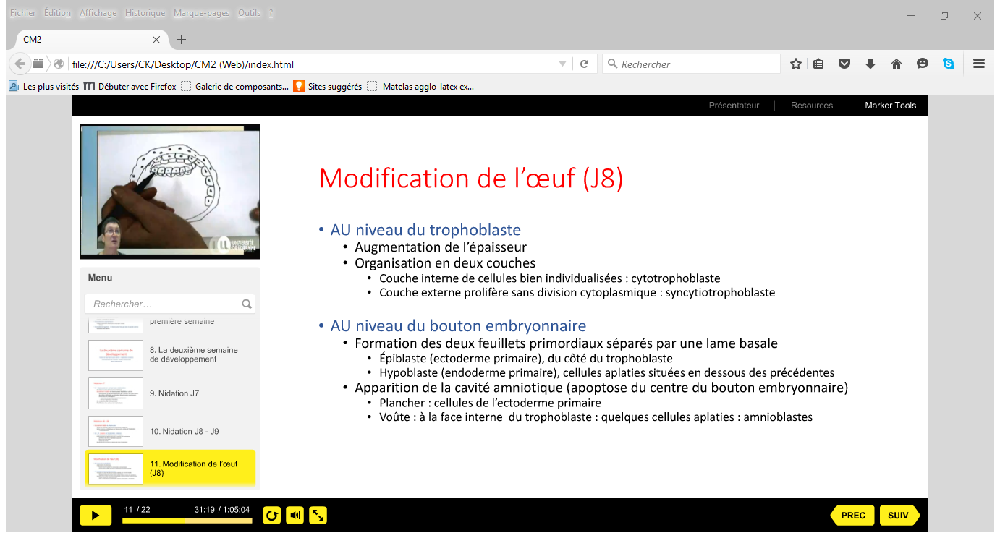 Fichier Édition Affichage Historique Marque-pages Outils ?
CM2
file:///C:/Users/CK/Desktop/CM2 (Web)/index.html
Rechercher
Les plus visités Débuter avec Firefox Galerie de composants... Sites suggérés Matelas agglo-latex ex...
Présentateur Resources Marker Tools
Modification de l'œuf (J8)
• AU niveau du trophoblaste
• Augmentation de l'épaisseur
• Organisation en deux couches
• Couche interne de cellules bien individualisées : cytotrophoblaste
• Couche externe prolifère sans division cytoplasmique : syncytiotrophoblaste
• AU niveau du bouton embryonnaire
• Formation des deux feuillets primordiaux séparés par une lame basale
• Épiblaste (ectoderme primaire), du côté du trophoblaste
• Hypoblaste (endoderme primaire), cellules aplaties situées en dessous des précédentes
• Apparition de la cavité amniotique (apoptose du centre du bouton embryonnaire)
• Plancher : cellules de l'ectoderme primaire
• Voûte : à la face interne du trophoblaste : quelques cellules aplaties : amnioblastes
Menu
Rechercher...
première semaine
8. La deuxième semaine
de développement
9. Nidation J7
10. Nidation J8 - J9
11. Modification de l'œuf
(J8)
11 / 22 31:19 / 1:05:04
PREC SUIV